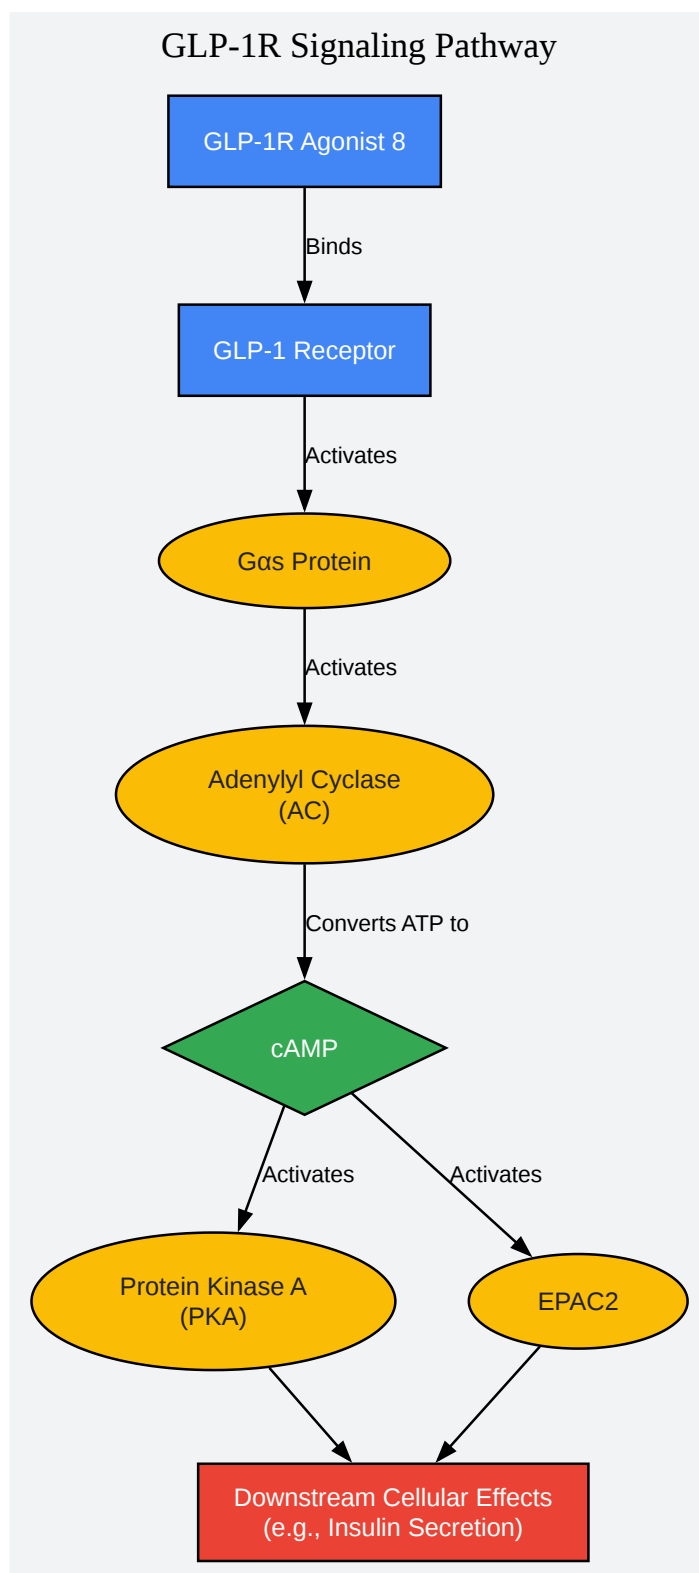 GLP-1R Signaling Pathway
GLP-1R Agonist 8
Binds
GLP-1 Receptor
Activates
Gαs Protein
Activates
Adenylyl Cyclase
(AC)
Converts ATP to
cAMP
Activates
Activates
Protein Kinase A
(PKA)
EPAC2
Downstream Cellular Effects
(e.g., Insulin Secretion)